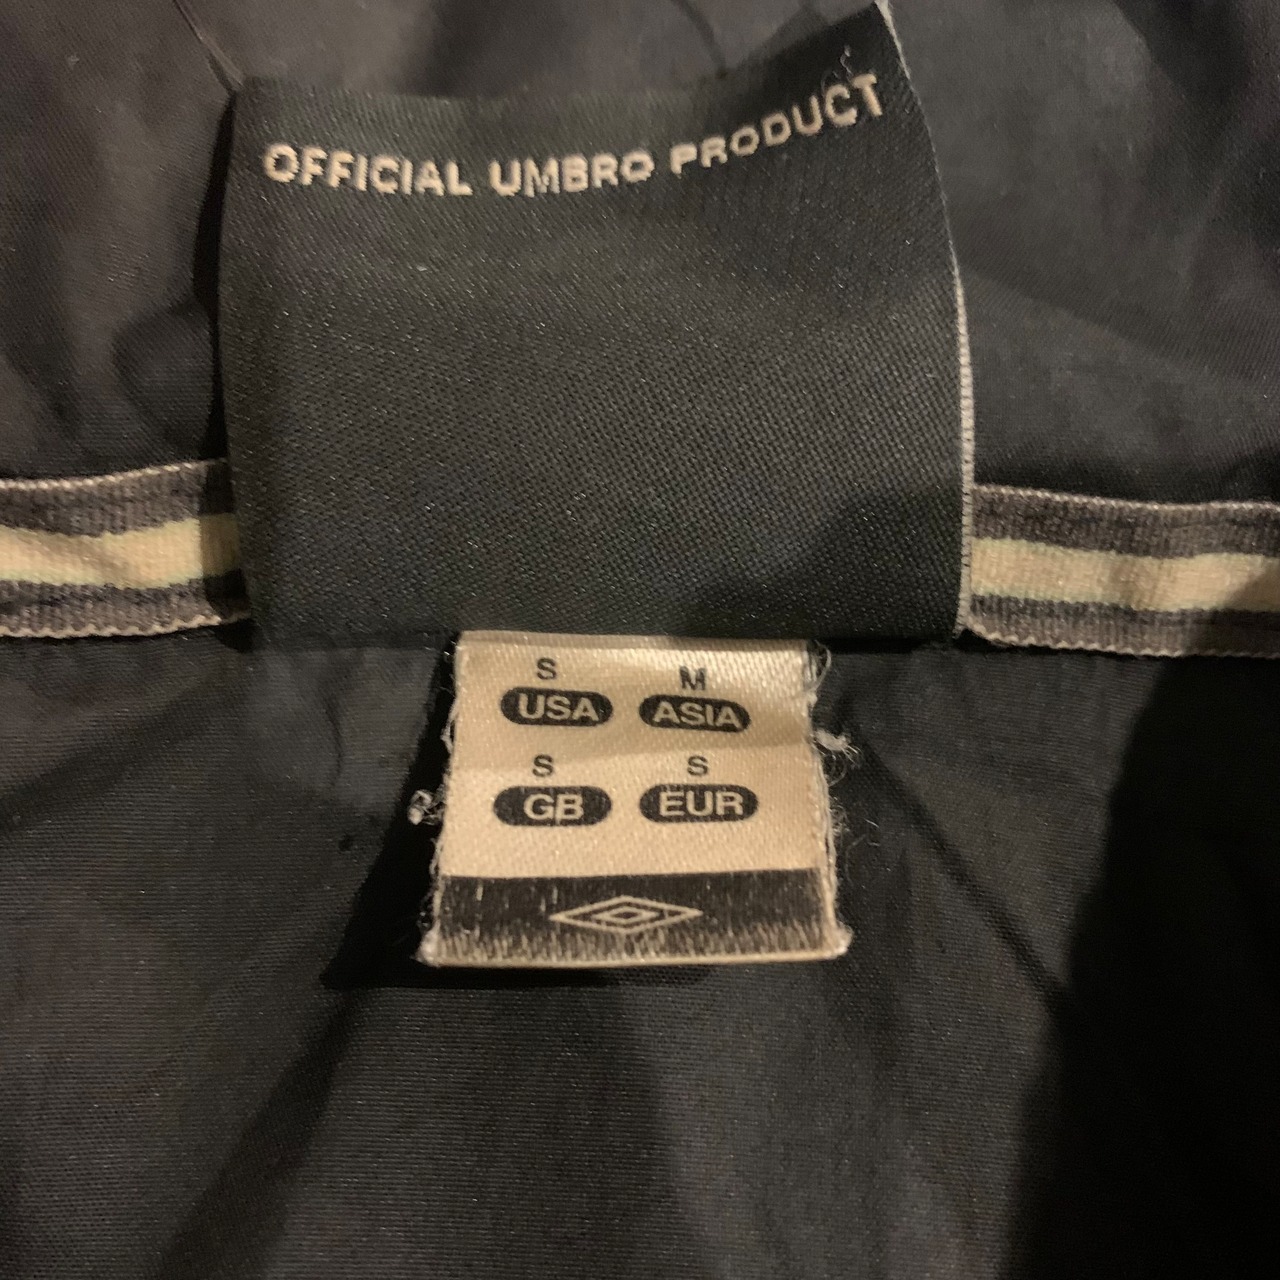 OFFICIAL UMBRO PRODUCT
S M
USA ASIA
S S
GB EUR